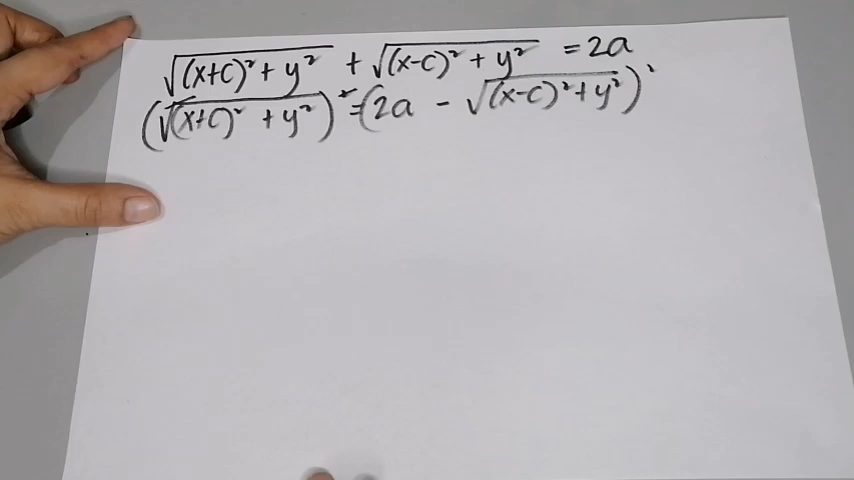 √((x+c)² + y²) + √((x-c)² + y²) = 2a
(√((x+c)² + y²))² = (2a - √((x-c)² + y²))²